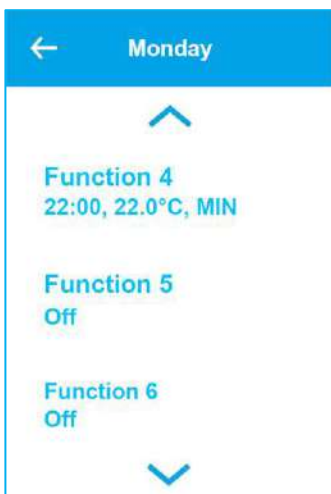 Monday
Function 4
22:00, 22.0°C, MIN
Function 5
Off
Function 6
Off